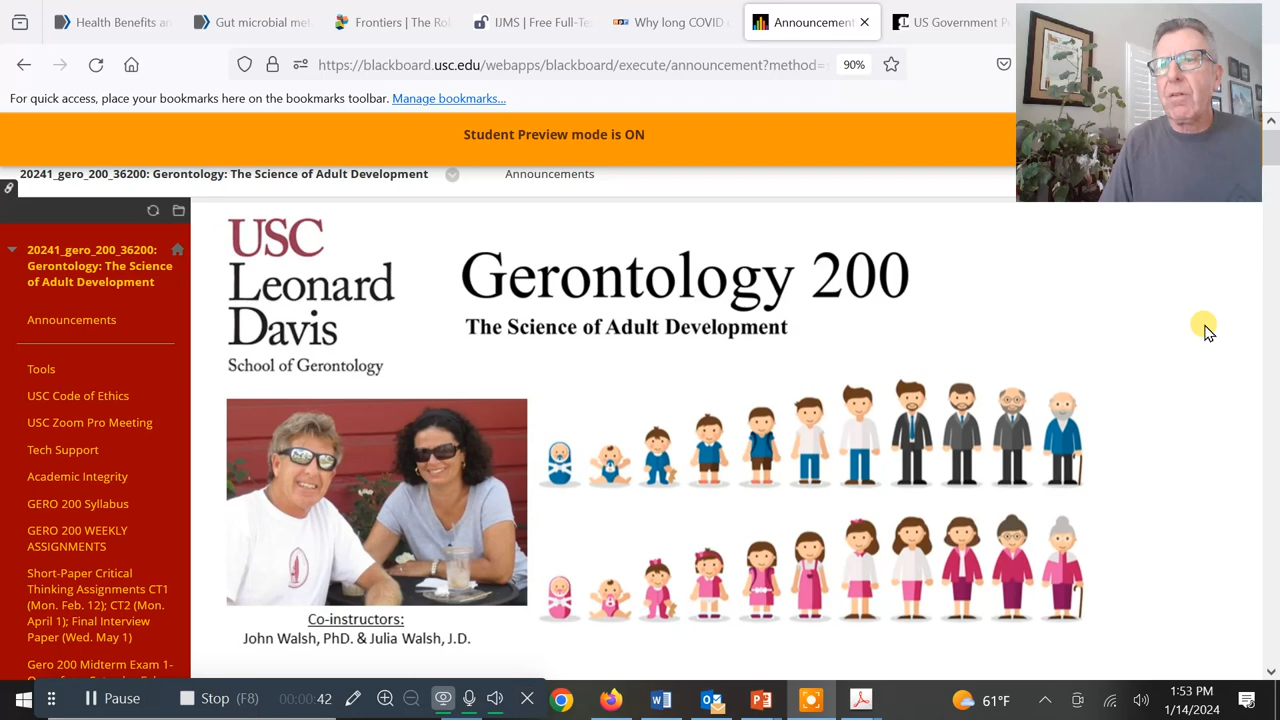 Health Benefits an
Gut microbial met
Frontiers | The Rol
IJMS | Free Full-Te
Why long COVID
Announcement
US Government P
https://blackboard.usc.edu/webapps/blackboard/execute/announcement?method=
90%
For quick access, place your bookmarks here on the bookmarks toolbar. Manage bookmarks...
Student Preview mode is ON
20241_gero_200_36200: Gerontology: The Science of Adult Development
Announcements
20241_gero_200_36200:
Gerontology: The Science
of Adult Development
Announcements
Tools
USC Code of Ethics
USC Zoom Pro Meeting
Tech Support
Academic Integrity
GERO 200 Syllabus
GERO 200 WEEKLY
ASSIGNMENTS
Short-Paper Critical
Thinking Assignments CT1
(Mon. Feb. 12); CT2 (Mon.
April 1); Final Interview
Paper (Wed. May 1)
Gero 200 Midterm Exam 1-
USC
Leonard
Davis
School of Gerontology
Gerontology 200
The Science of Adult Development
Co-instructors:
John Walsh, PhD. & Julia Walsh, J.D.
Pause
Stop (F8)
00:00:42
61°F
1:53 PM
1/14/2024